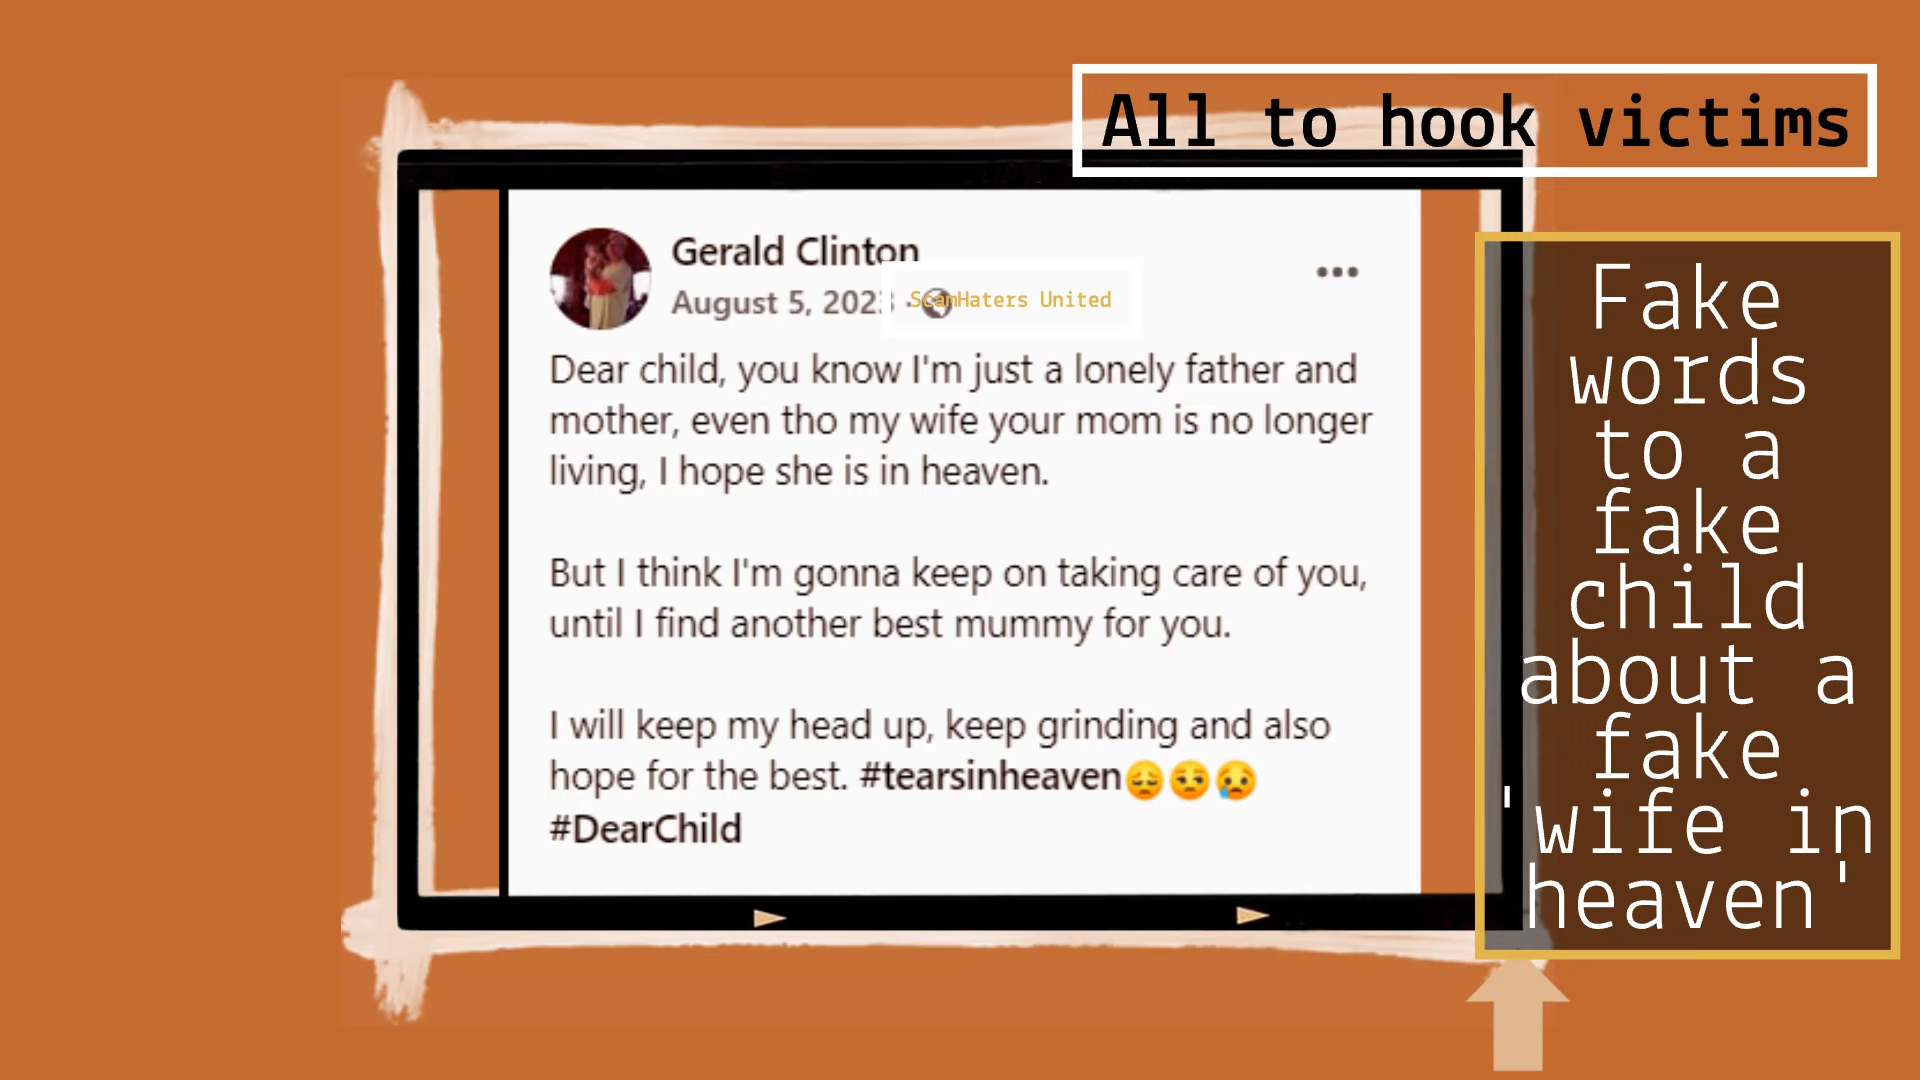 All to hook victims
Gerald Clinton
August 5, 2023
ScamHaters United
Dear child, you know I'm just a lonely father and
mother, even tho my wife your mom is no longer
living, I hope she is in heaven.
But I think I'm gonna keep on taking care of you,
until I find another best mummy for you.
I will keep my head up, keep grinding and also
hope for the best. #tearsinheaven😔😒😢
#DearChild
Fake
words
to a
fake
child
about a
fake
'wife in
heaven'